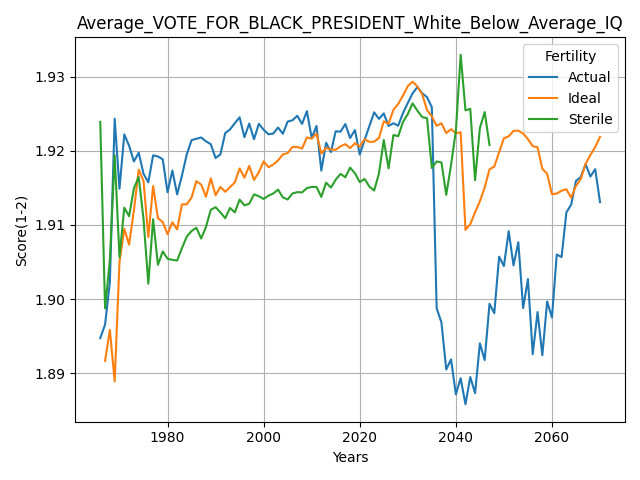 Average_VOTE_FOR_BLACK_PRESIDENT_White_Below_Average_IQ
Fertility
Actual
Ideal
Sterile
Score(1-2)
1.93
1.92
1.91
1.90
1.89
1980 2000 2020 2040 2060
Years